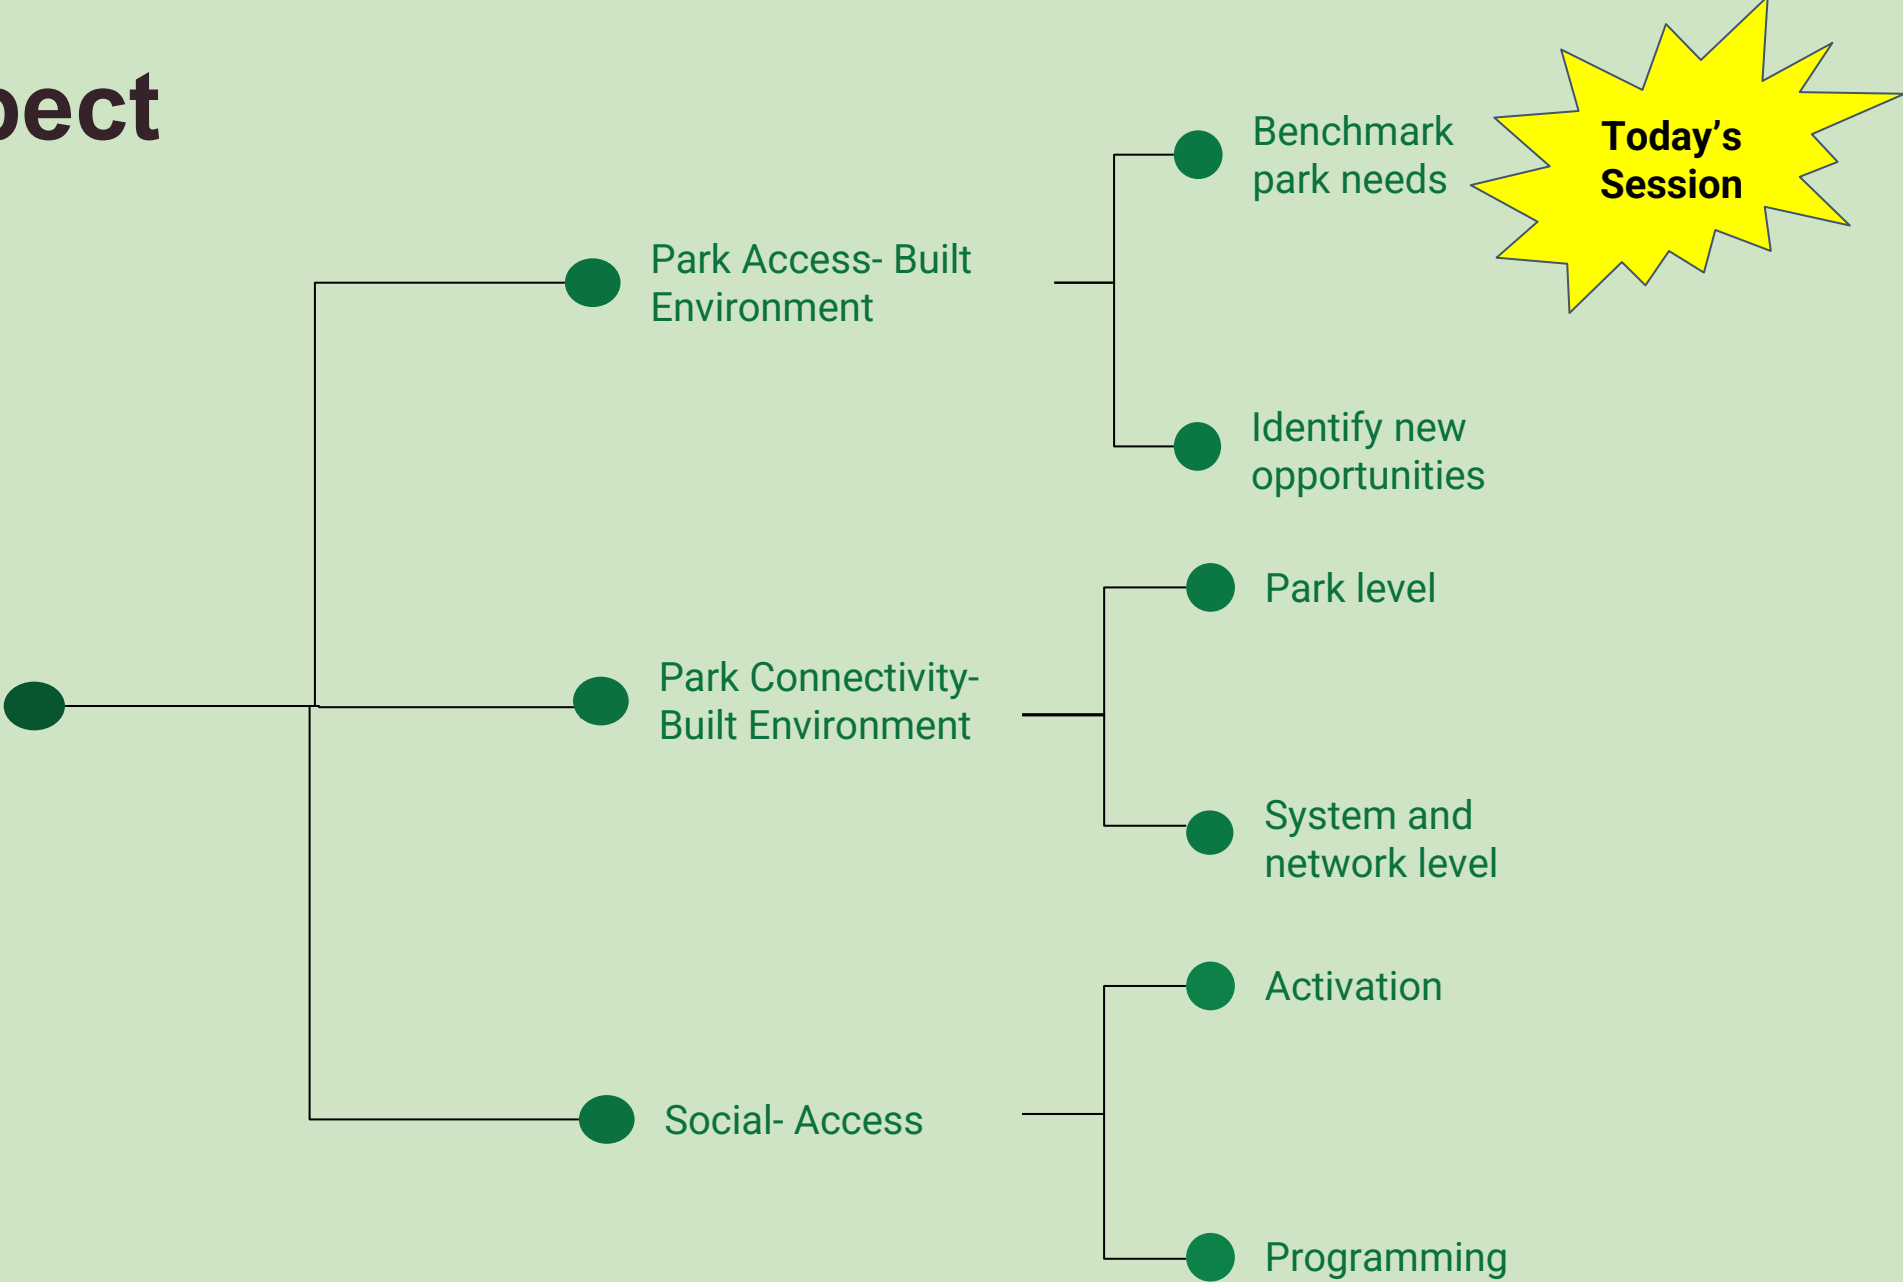 pect
Benchmark
park needs
Today’s
Session
Park Access- Built
Environment
Identify new
opportunities
Park level
Park Connectivity-
Built Environment
System and
network level
Activation
Social- Access
Programming